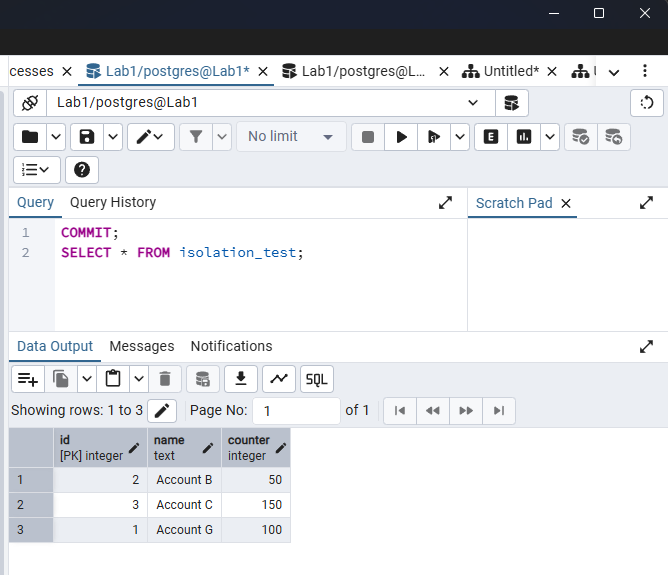 cesses
Lab1/postgres@Lab1*
Lab1/postgres@L...
Untitled*
Lab1/postgres@Lab1
No limit
E
Query
Query History
Scratch Pad
1 COMMIT;
2 SELECT * FROM isolation_test;
Data Output
Messages
Notifications
SQL
Showing rows: 1 to 3
Page No: 1 of 1
id name counter
[PK] integer text integer
1 2 Account B 50
2 3 Account C 150
3 1 Account G 100